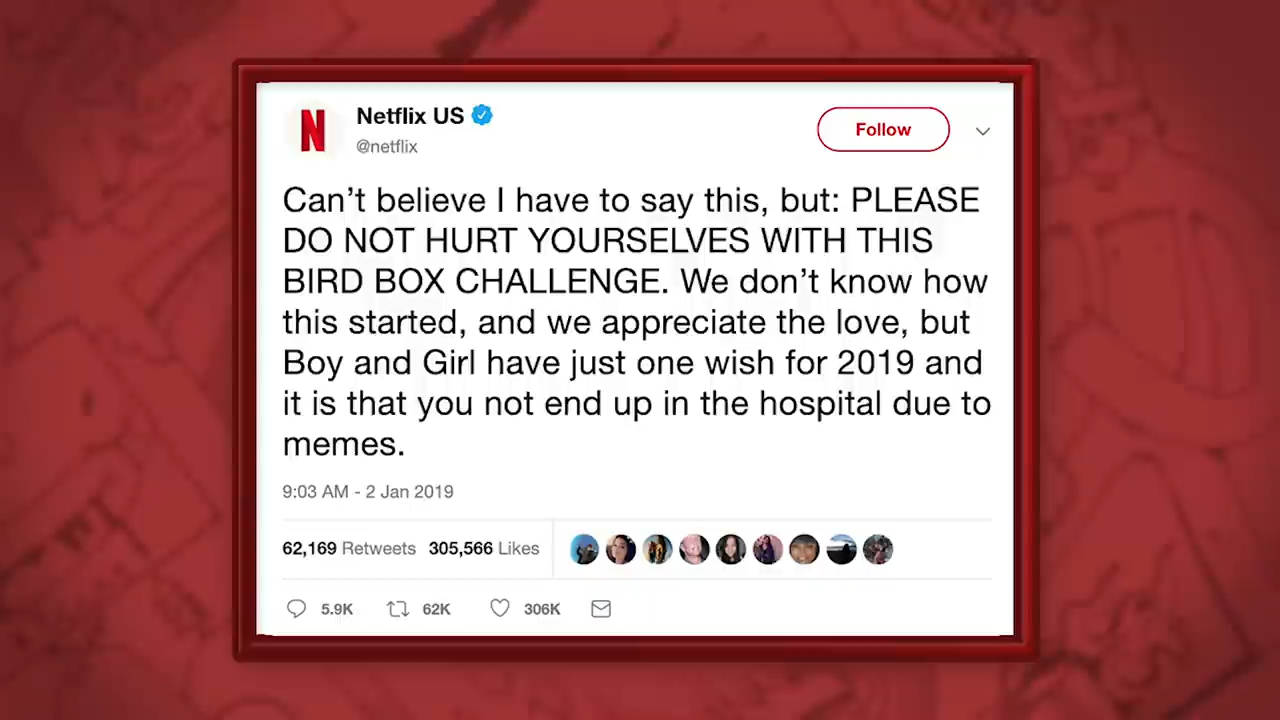 N
Netflix US
@netflix
Follow
Can’t believe I have to say this, but: PLEASE
DO NOT HURT YOURSELVES WITH THIS
BIRD BOX CHALLENGE. We don’t know how
this started, and we appreciate the love, but
Boy and Girl have just one wish for 2019 and
it is that you not end up in the hospital due to
memes.
9:03 AM - 2 Jan 2019
62,169 Retweets 305,566 Likes
5.9K 62K 306K